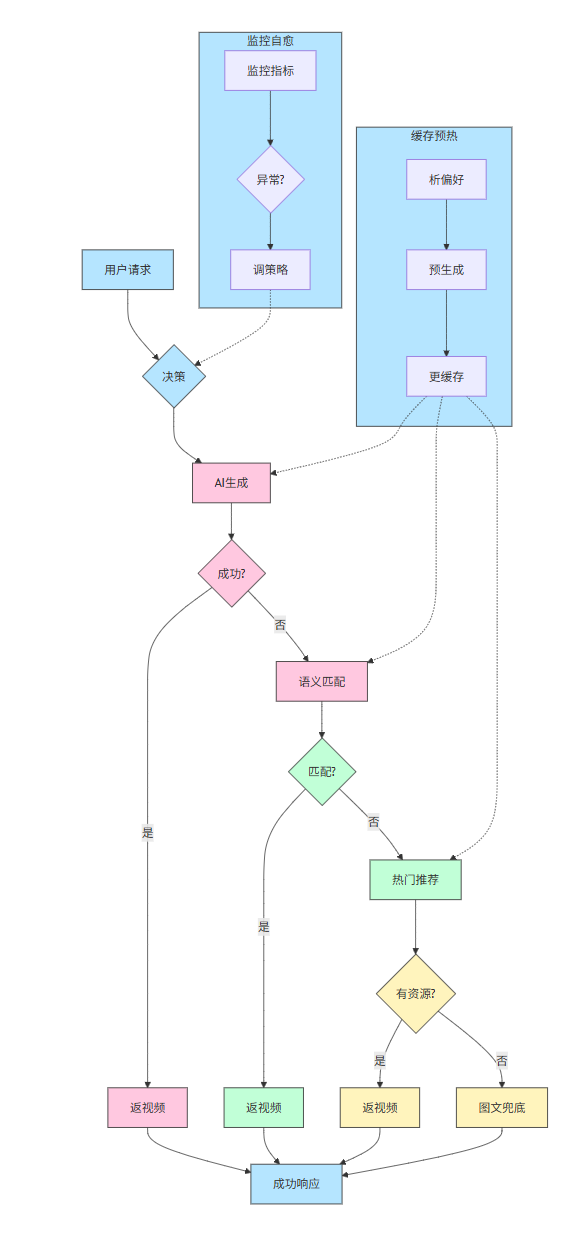 监控自愈
监控指标
缓存预热
异常?
析偏好
用户请求
调策略
预生成
决策
更缓存
AI生成
成功?
否
语义匹配
匹配?
否
是
热门推荐
是
有资源?
是
否
返视频
返视频
返视频
图文兜底
成功响应